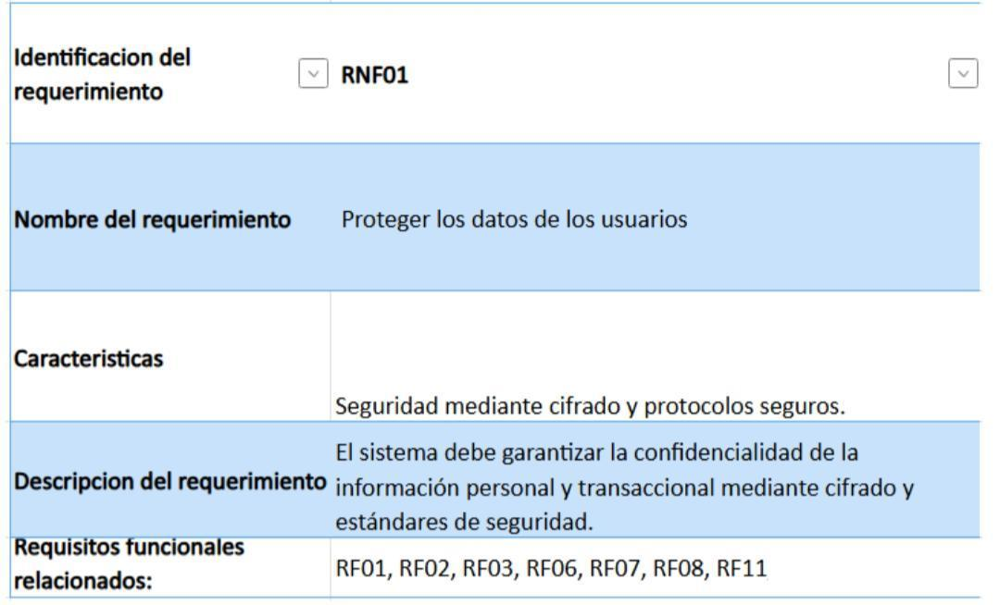 Identificacion del
requerimiento
RNF01
Nombre del requerimiento
Proteger los datos de los usuarios
Caracteristicas
Seguridad mediante cifrado y protocolos seguros.
Descripcion del requerimiento
El sistema debe garantizar la confidencialidad de la
información personal y transaccional mediante cifrado y
estándares de seguridad.
Requisitos funcionales
relacionados:
RF01, RF02, RF03, RF06, RF07, RF08, RF11